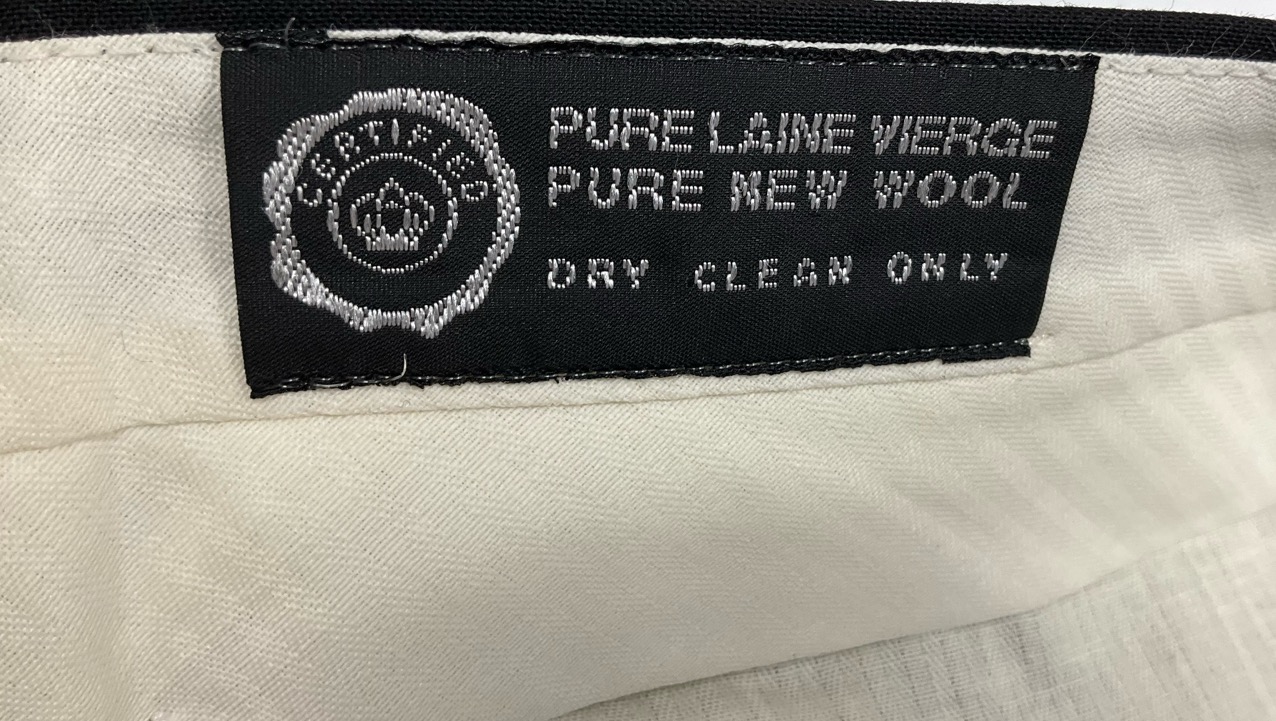 CERTIFIED
PURE LAINE VIERGE
PURE NEW WOOL
DRY CLEAN ONLY